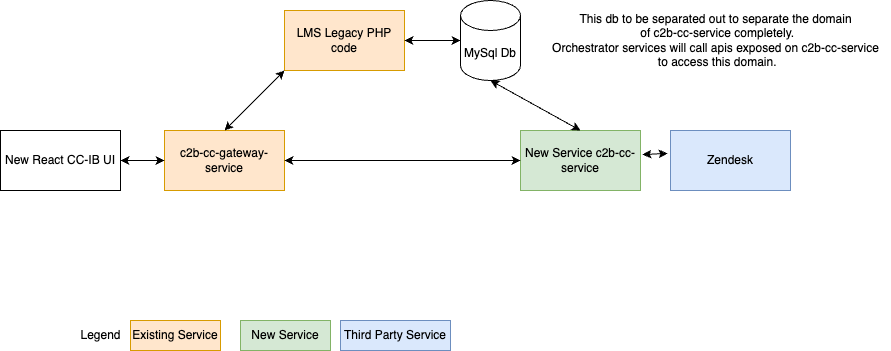 LMS Legacy PHP
code
MySql Db
This db to be separated out to separate the domain
of c2b-cc-service completely.
Orchestrator services will call apis exposed on c2b-cc-service
to access this domain.
New React CC-IB UI
c2b-cc-gateway-
service
New Service c2b-cc-
service
Zendesk
Legend
Existing Service
New Service
Third Party Service